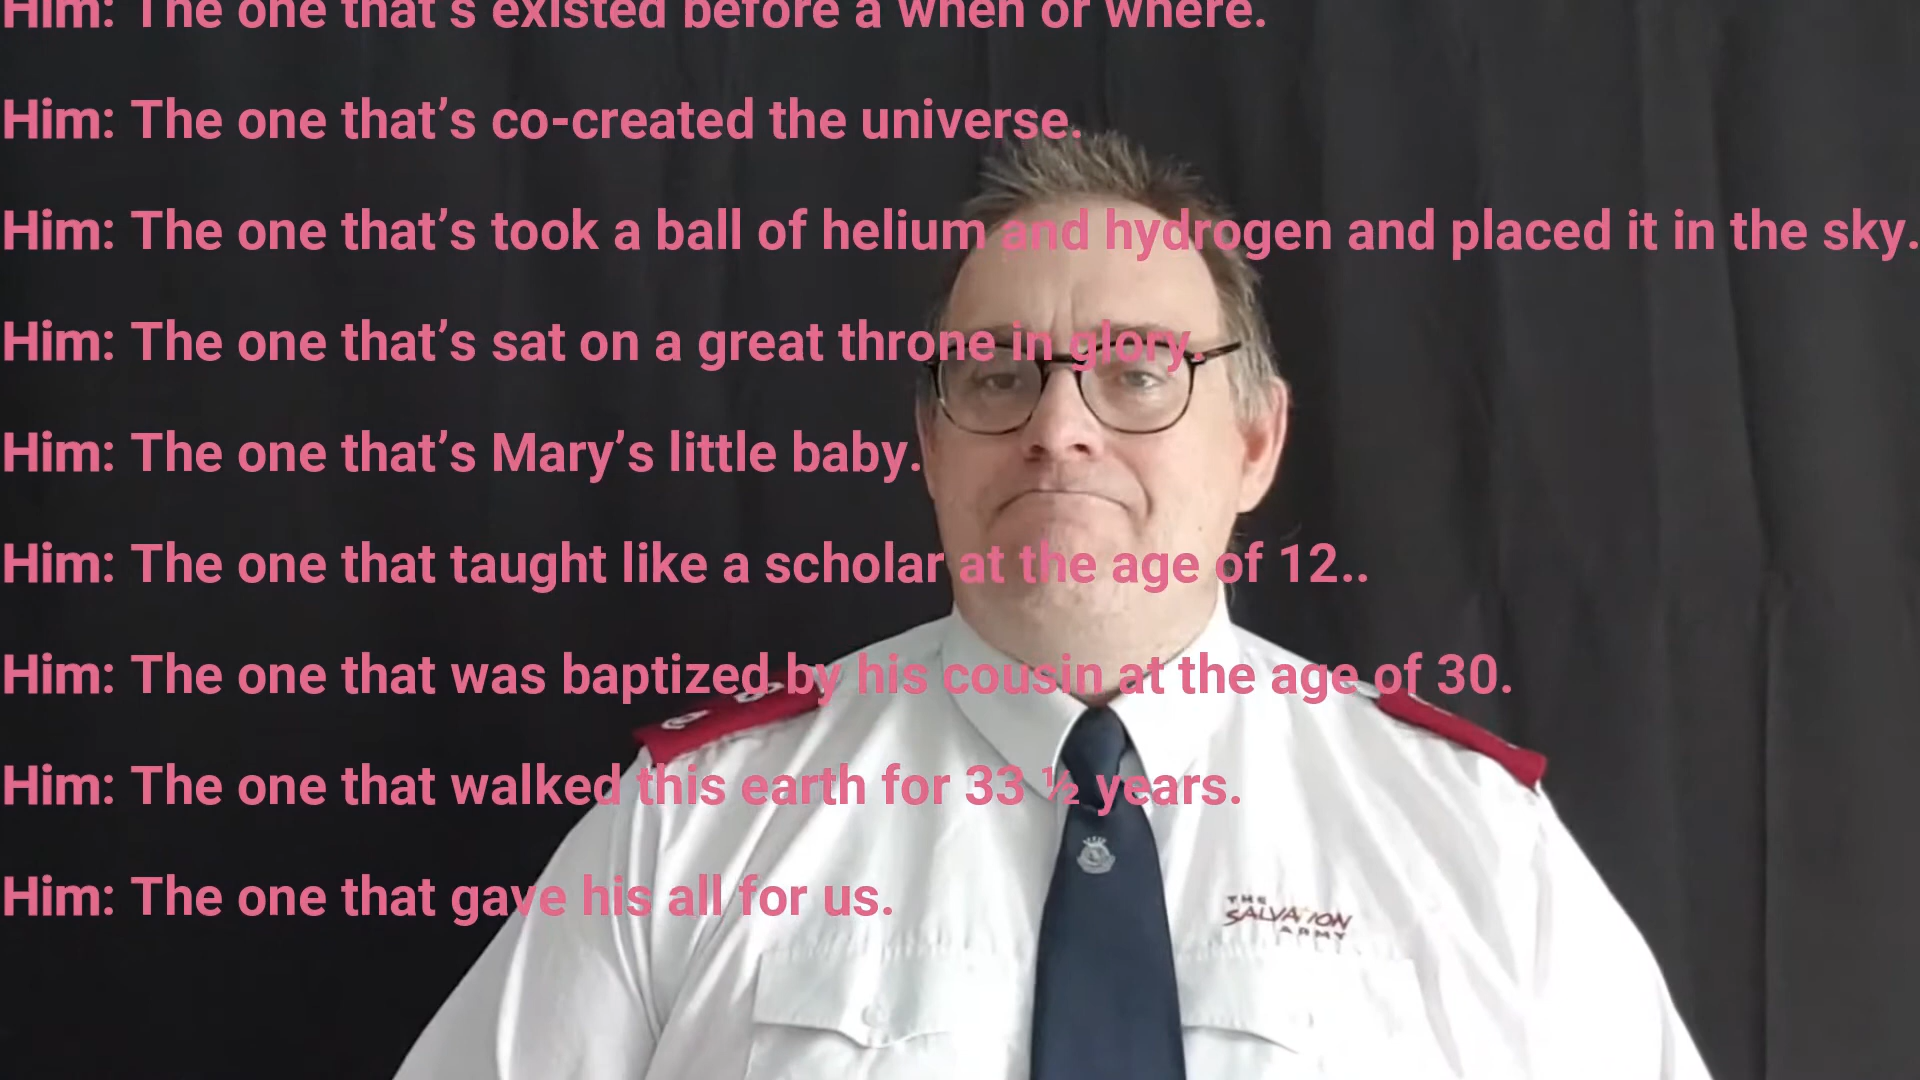 Him: The one that's existed before a when or where.
Him: The one that’s co-created the universe.
Him: The one that’s took a ball of helium and hydrogen and placed it in the sky.
Him: The one that’s sat on a great throne in glory.
Him: The one that’s Mary’s little baby.
Him: The one that taught like a scholar at the age of 12..
Him: The one that was baptized by his cousin at the age of 30.
Him: The one that walked this earth for 33 ½ years.
Him: The one that gave his all for us.
THE
SALVATION
ARMY